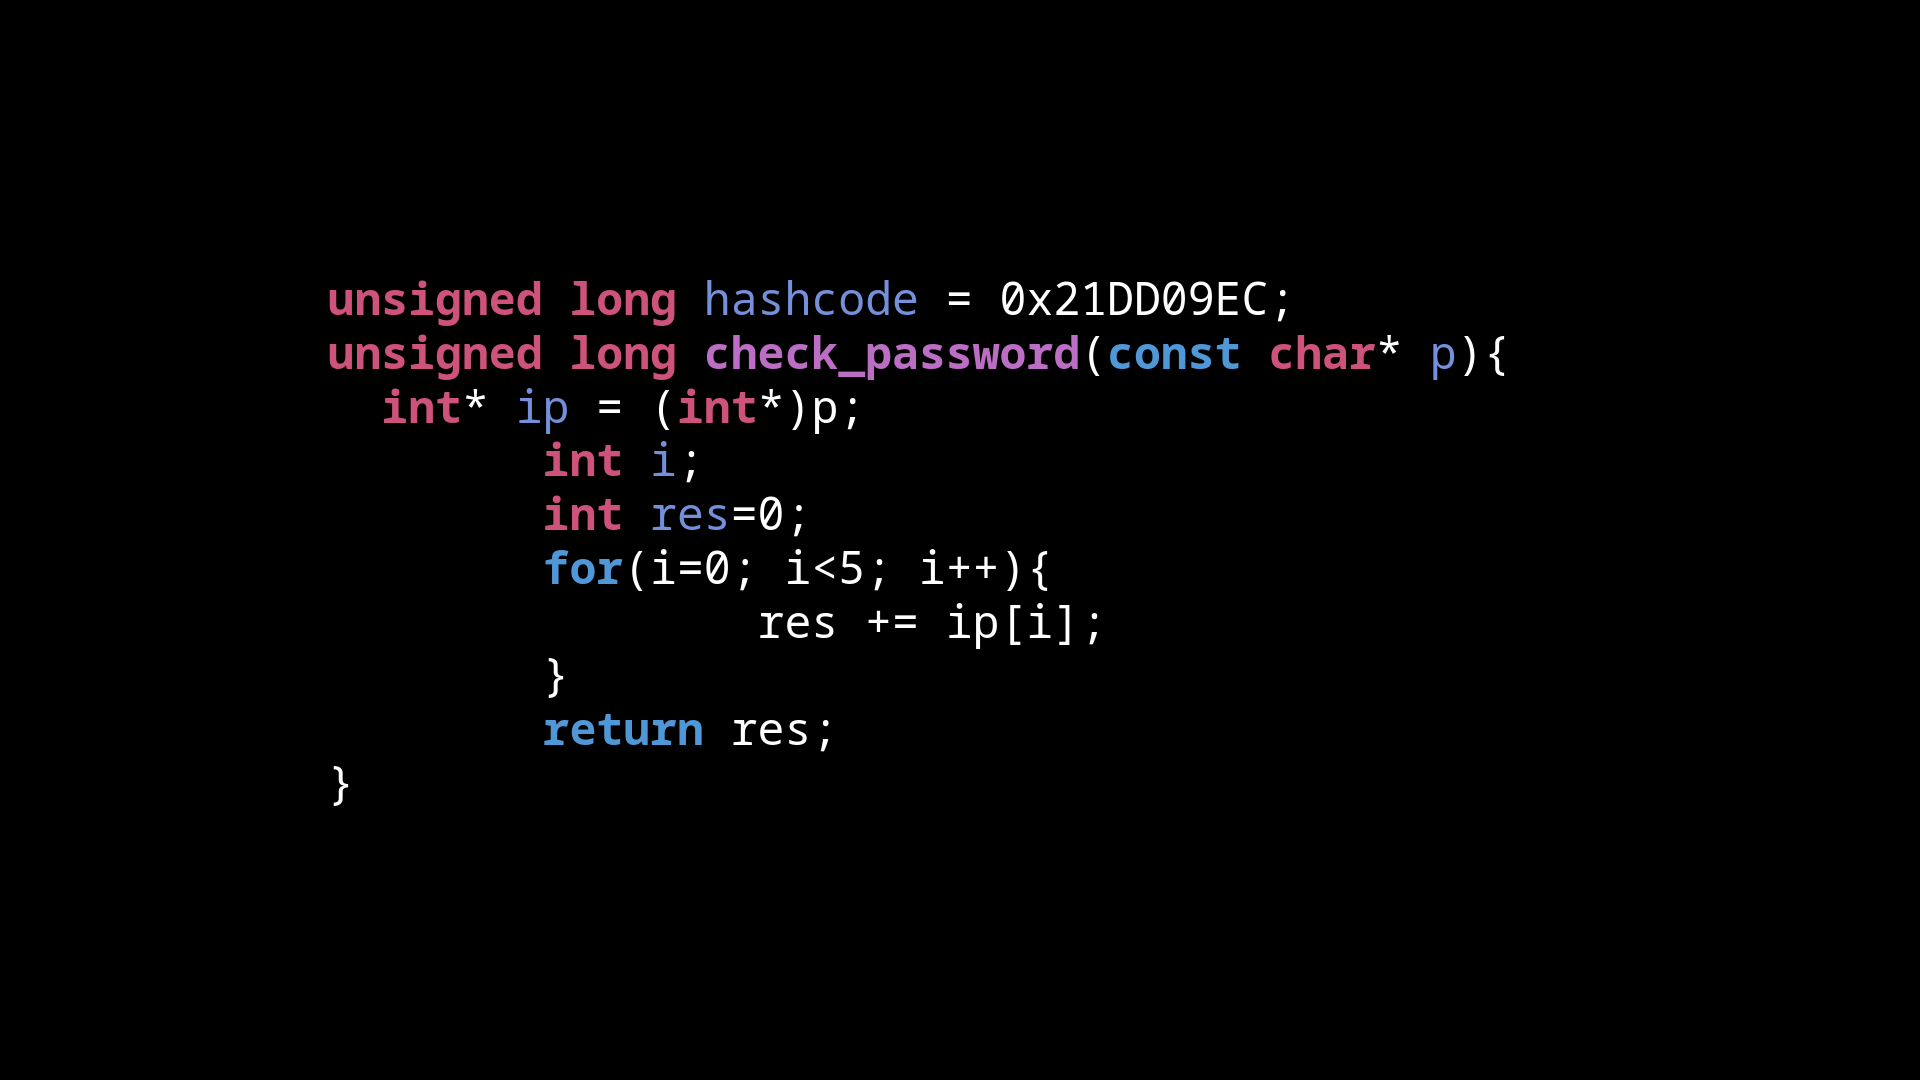 unsigned long hashcode = 0x21DD09EC;
unsigned long check_password(const char* p){
  int* ip = (int*)p;
        int i;
        int res=0;
        for(i=0; i<5; i++){
                res += ip[i];
        }
        return res;
}